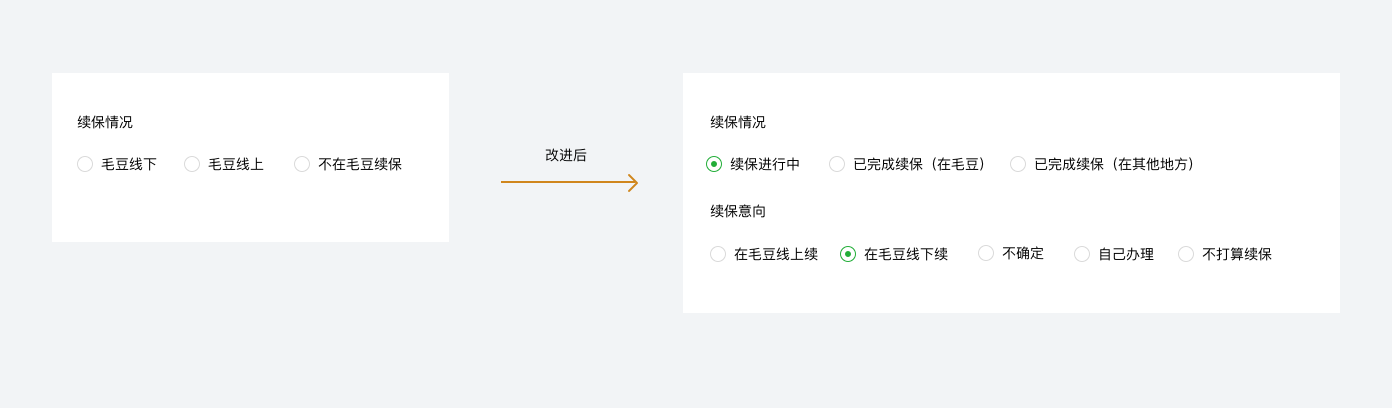 续保情况
毛豆线下 毛豆线上 不在毛豆续保
改进后
续保情况
续保进行中 已完成续保（在毛豆） 已完成续保（在其他地方）
续保意向
在毛豆线上续 在毛豆线下续 不确定 自己办理 不打算续保